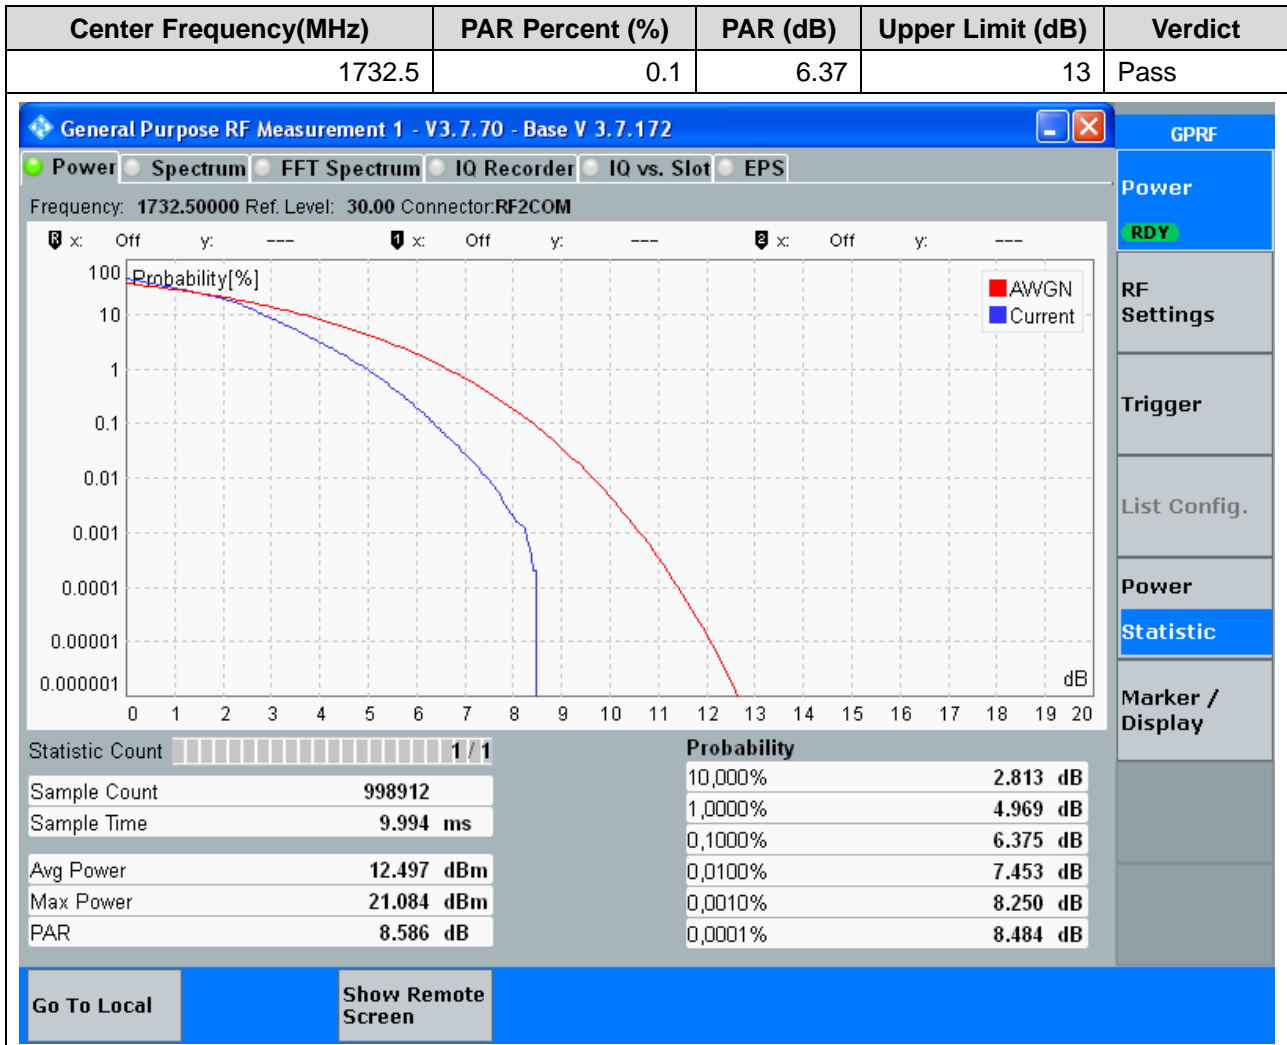 Center Frequency(MHz) PAR Percent (%) PAR (dB) Upper Limit (dB) Verdict
1732.5 0.1 6.37 13 Pass
General Purpose RF Measurement 1 - V3.7.70 - Base V 3.7.172
GPRF
Power Spectrum FFT Spectrum IQ Recorder IQ vs. Slot EPS
Frequency: 1732.50000 Ref. Level: 30.00 Connector:RF2COM
R x: Off y: --- 1 x: Off y: --- 2 x: Off y: ---
Probability[%]
AWGN
Current
100
10
1
0.1
0.01
0.001
0.0001
0.00001
0.000001
dB
0 1 2 3 4 5 6 7 8 9 10 11 12 13 14 15 16 17 18 19 20
Statistic Count 1 / 1
Sample Count 998912
Sample Time 9.994 ms
Avg Power 12.497 dBm
Max Power 21.084 dBm
PAR 8.586 dB
Probability
10,000% 2.813 dB
1,0000% 4.969 dB
0,1000% 6.375 dB
0,0100% 7.453 dB
0,0010% 8.250 dB
0,0001% 8.484 dB
Power
RDY
RF
Settings
Trigger
List Config.
Power
Statistic
Marker /
Display
Go To Local
Show Remote
Screen